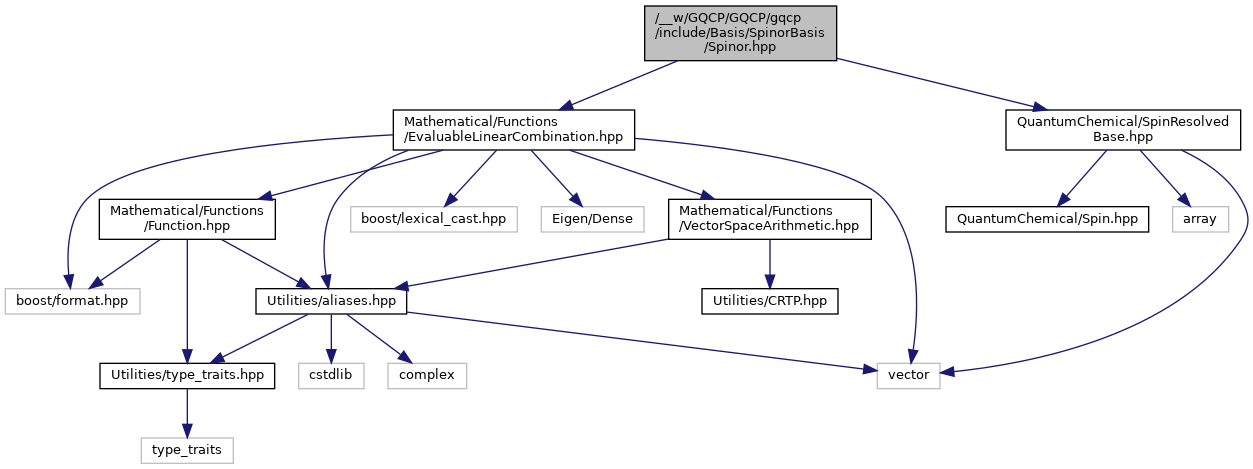 /__w/GQCP/GQCP/gqcp
/include/Basis/SpinorBasis
/Spinor.hpp
Mathematical/Functions
/EvaluableLinearCombination.hpp
QuantumChemical/SpinResolved
Base.hpp
Mathematical/Functions
/Function.hpp
boost/lexical_cast.hpp
Eigen/Dense
Mathematical/Functions
/VectorSpaceArithmetic.hpp
QuantumChemical/Spin.hpp
array
boost/format.hpp
Utilities/aliases.hpp
Utilities/CRTP.hpp
Utilities/type_traits.hpp
cstdlib
complex
vector
type_traits